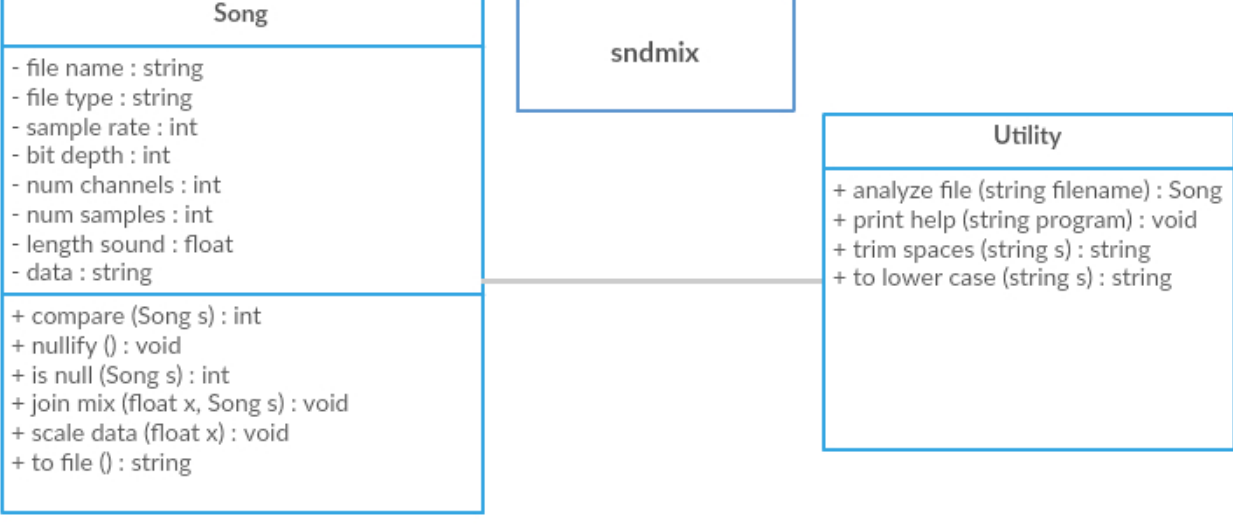 Song
- file name : string
- file type : string
- sample rate : int
- bit depth : int
- num channels : int
- num samples : int
- length sound : float
- data : string
+ compare (Song s) : int
+ nullify () : void
+ is null (Song s) : int
+ join mix (float x, Song s) : void
+ scale data (float x) : void
+ to file () : string
sndmix
Utility
+ analyze file (string filename) : Song
+ print help (string program) : void
+ trim spaces (string s) : string
+ to lower case (string s) : string